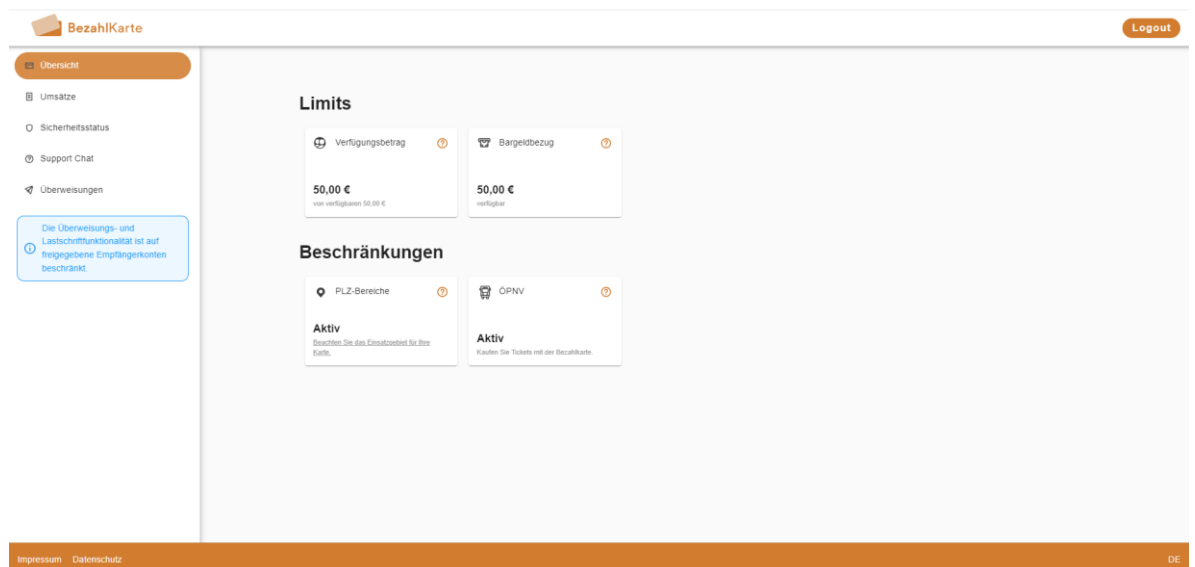 BezahlKarte
Logout
Übersicht
Umsätze
Sicherheitsstatus
Support Chat
Überweisungen
Die Überweisungs- und
Lastschriftfunktionalität ist auf
freigegebene Empfängerkonten
beschränkt.
Limits
Verfügungsbetrag
50,00 €
von verfügbaren 50.00 €
Bargeldbezug
50,00 €
verfügbar
Beschränkungen
PLZ-Bereiche
Aktiv
Beachten Sie das Einsatzgebiet für Ihre
Karte.
ÖPNV
Aktiv
Kaufen Sie Tickets mit der Bezahlkarte.
Impressum Datenschutz
DE